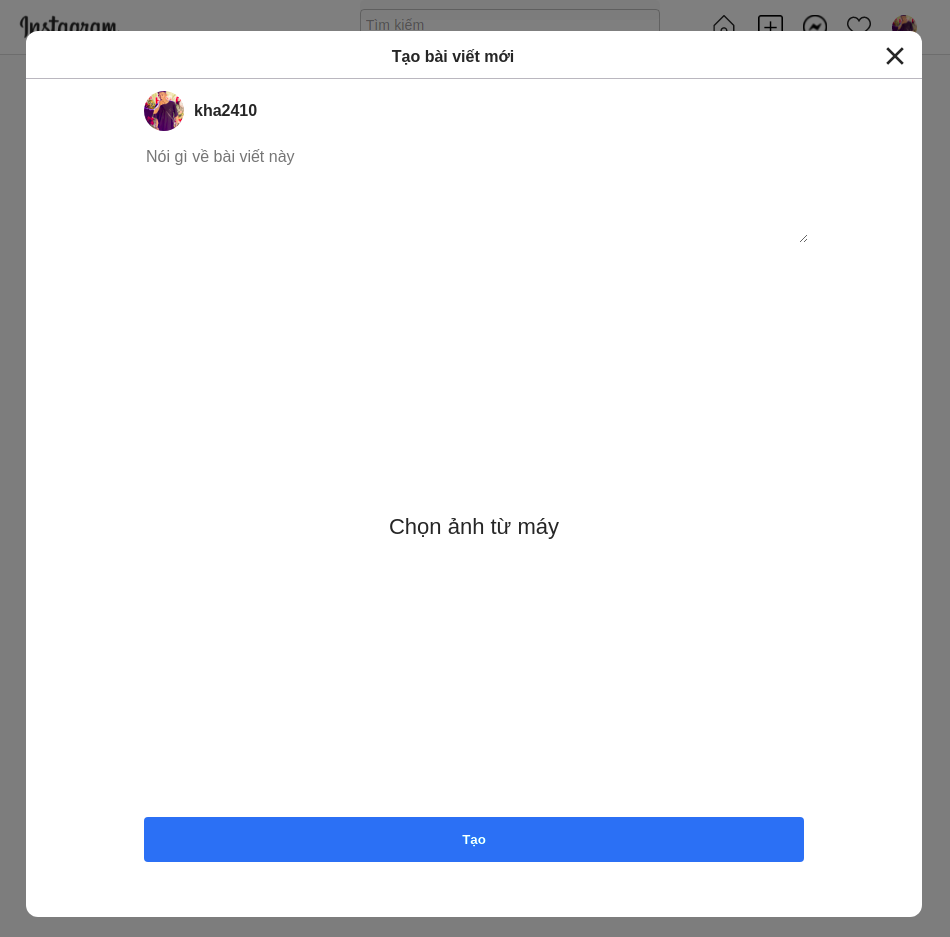 Instagram
Tìm kiếm
Tạo bài viết mới
kha2410
Nói gì về bài viết này
Chọn ảnh từ máy
Tạo